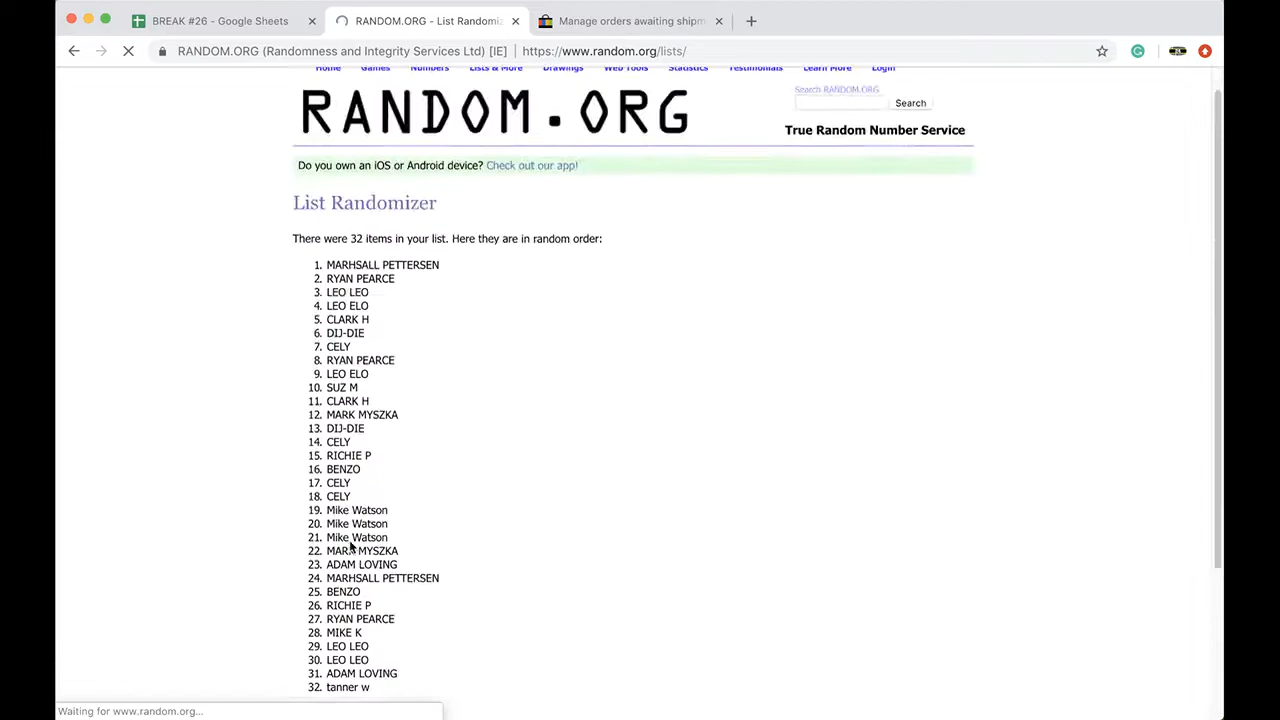 BREAK #26 - Google Sheets
RANDOM.ORG - List Randomiz
Manage orders awaiting shipm
RANDOM.ORG (Randomness and Integrity Services Ltd) [IE] https://www.random.org/lists/
Home Games Numbers Lists & More Drawings Web Tools Statistics Testimonials Learn More Login
RANDOM.ORG
Search RANDOM.ORG
Search
True Random Number Service
Do you own an iOS or Android device? Check out our app!
List Randomizer
There were 32 items in your list. Here they are in random order:
1. MARHSALL PETTERSEN
2. RYAN PEARCE
3. LEO LEO
4. LEO ELO
5. CLARK H
6. DIJ-DIE
7. CELY
8. RYAN PEARCE
9. LEO ELO
10. SUZ M
11. CLARK H
12. MARK MYSZKA
13. DIJ-DIE
14. CELY
15. RICHIE P
16. BENZO
17. CELY
18. CELY
19. Mike Watson
20. Mike Watson
21. Mike Watson
22. MARK MYSZKA
23. ADAM LOVING
24. MARHSALL PETTERSEN
25. BENZO
26. RICHIE P
27. RYAN PEARCE
28. MIKE K
29. LEO LEO
30. LEO LEO
31. ADAM LOVING
32. tanner w
Waiting for www.random.org...